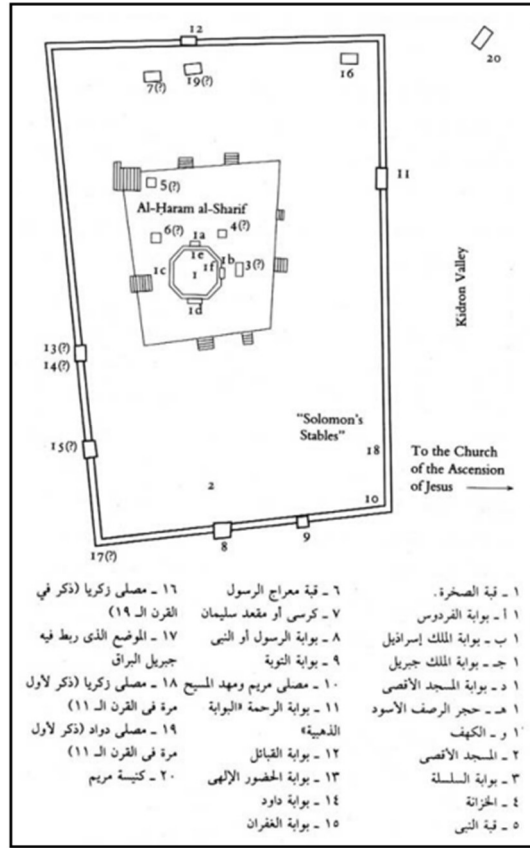 12
7(?)
19(?)
16
20
5(?)
11
Al-Ḥaram al-Sharif
6(?)
1a
4(?)
1e
1b
1c
1
1f
3(?)
1d
Kidron Valley
13(?)
14(?)
15(?)
"Solomon's
Stables"
18
To the Church
of the Ascension
of Jesus
2
10
17(?)
8
9
١ ـ قبة الصخرة.
١ أ ـ بوابة الفردوس
١ ب ـ بوابة الملك إسرافيل
١ جـ ـ بوابة الملك جبريل
١ د ـ بوابة المسجد الأقصى
١ هـ ـ حجر الرصف الأسود
١ و ـ الكهف
٢ ـ المسجد الأقصى
٣ ـ بوابة السلسلة
٤ ـ الخزانة
٥ ـ قبة النبى
٦ ـ قبة معراج الرسول
٧ ـ كرسى أو مقعد سليمان
٨ ـ بوابة الرسول أو النبى
٩ ـ بوابة التوبة
١٠ ـ مصلى مريم ومهد المسيح
١١ ـ بوابة الرحمة «البوابة
الذهبية»
١٢ ـ بوابة القبائل
١٣ ـ بوابة الحضور الإلهى
١٤ ـ بوابة داود
١٥ ـ بوابة الغفران
١٦ ـ مصلى زكريا (ذكر في
القرن الـ ١٩)
١٧ ـ الموضع الذى ربط فيه
جبريل البراق
١٨ ـ مصلى زكريا (ذكر لأول
مرة فى القرن الـ ١١)
١٩ ـ مصلى دواد (ذكر لأول
مرة فى القرن الـ ١١)
٢٠ ـ كنيسة مريم